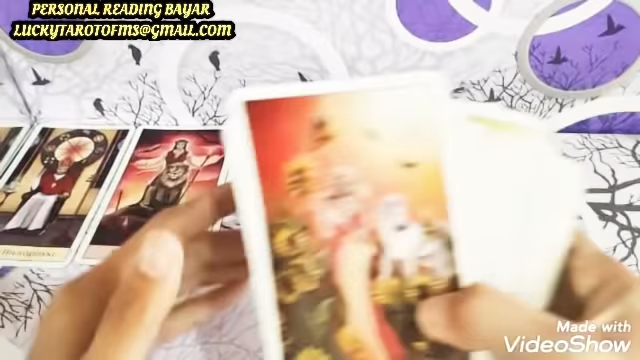 PERSONAL READING BAYAR
LUCKYTAROTOFMS@GMAIL.COM
Made with
VideoShow